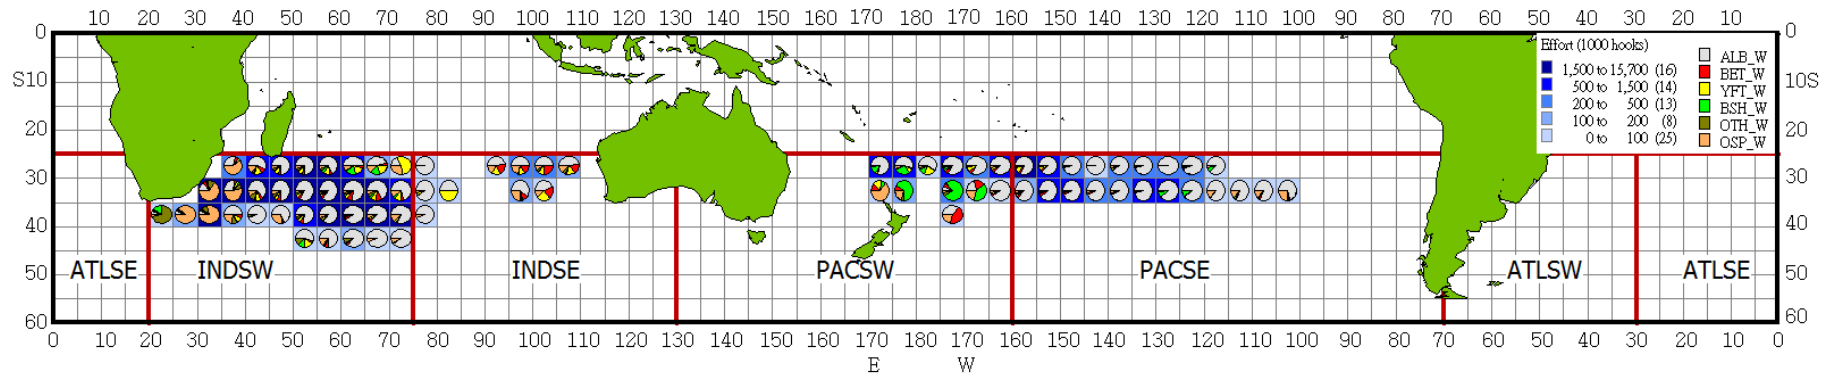 10 20 30 40 50 60 70 80 90 100 110 120 130 140 150 160 170 180 170 160 150 140 130 120 110 100 90 80 70 60 50 40 30 20 10
0 0
Effort (1000 hooks)
1,500 to 15,700 (16)
500 to 1,500 (14)
200 to 500 (13)
100 to 200 (8)
0 to 100 (25)
ALB_W
BET_W
YFT_W
BSH_W
OTH_W
OSP_W
S10 10S
20 20
30 30
40 40
ATLSE INDSW INDSE PACSW PACSE ATLSW ATLSE
50 50
60 60
0 10 20 30 40 50 60 70 80 90 100 110 120 130 140 150 160 170 180 170 160 150 140 130 120 110 100 90 80 70 60 50 40 30 20 10 0
E W